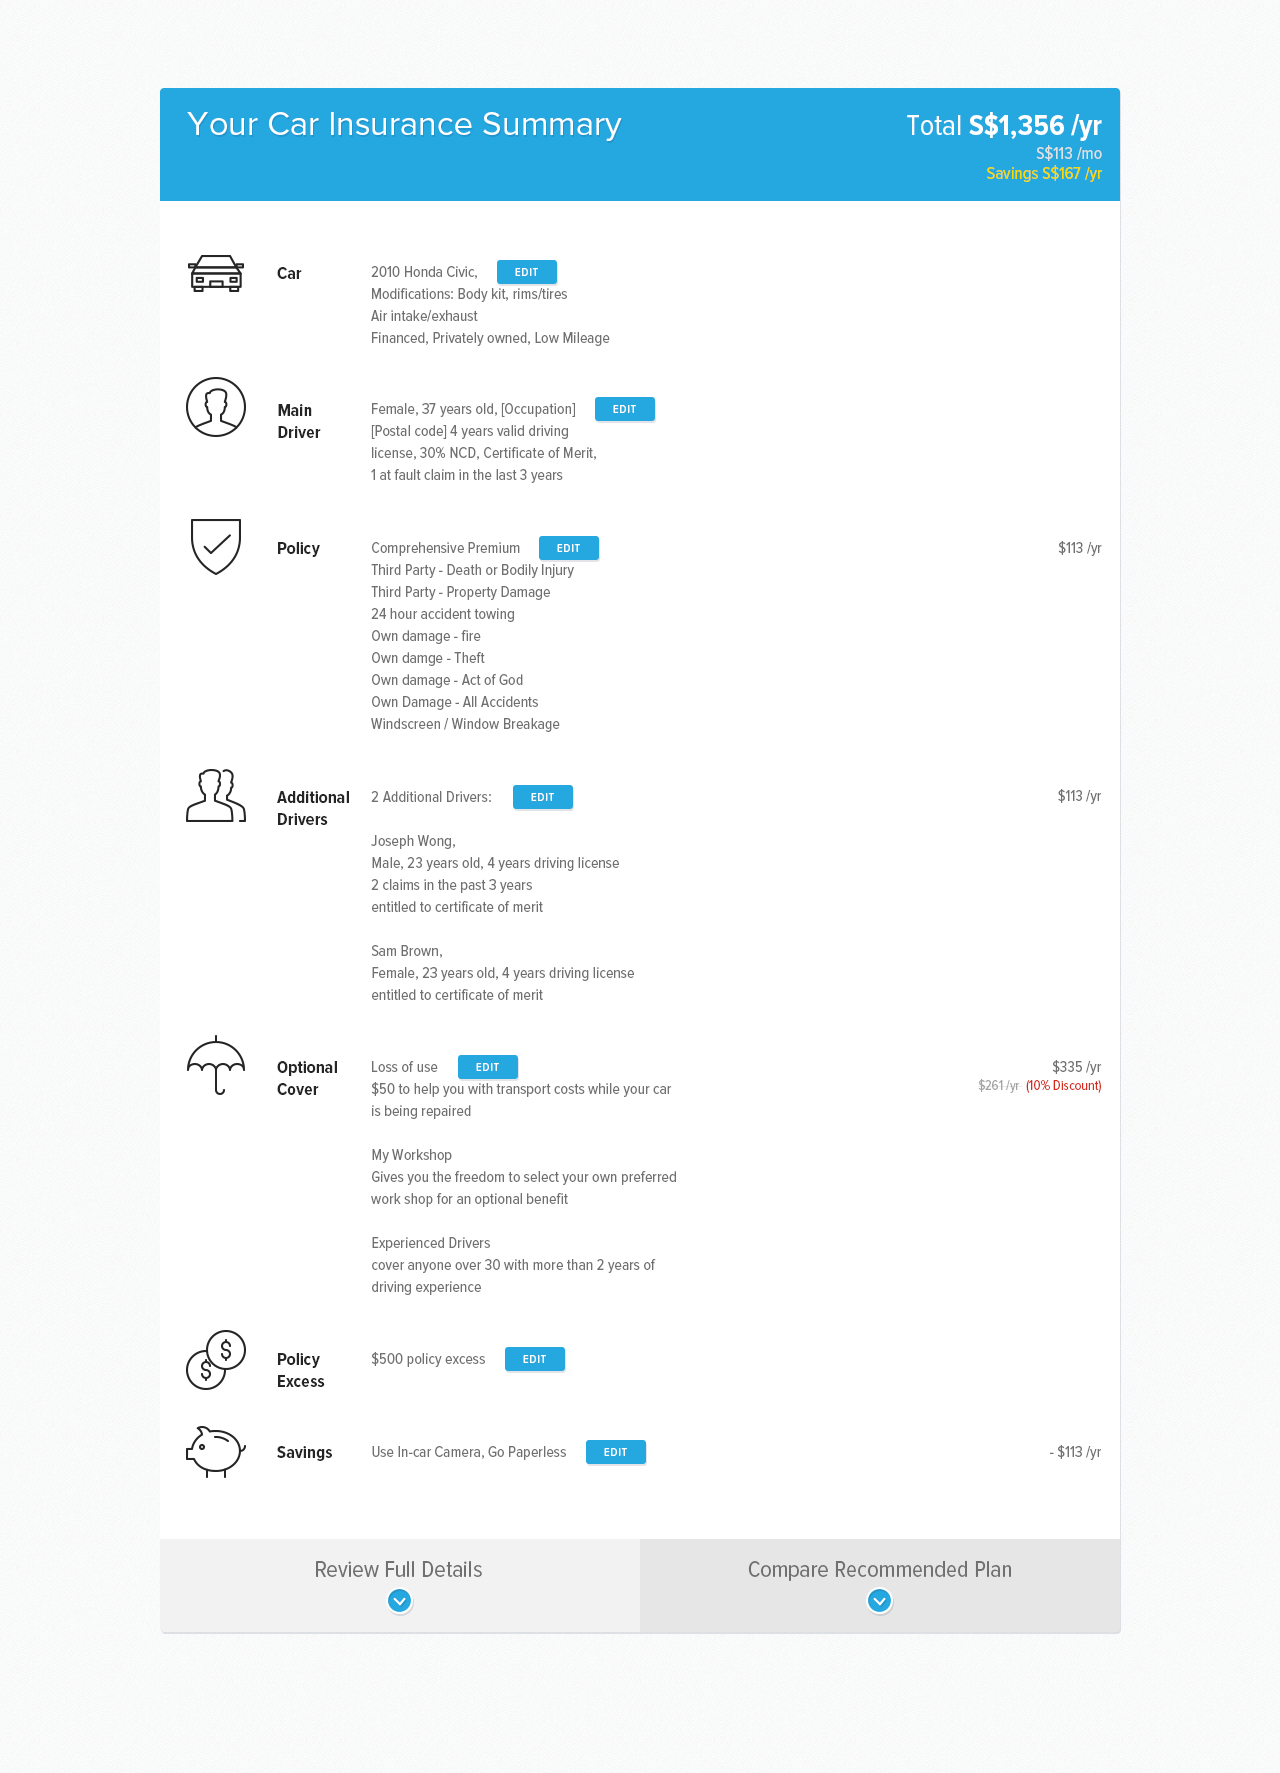 Your Car Insurance Summary
Total S$1,356 /yr
S$113 /mo
Savings S$167 /yr
Car
2010 Honda Civic,
EDIT
Modifications: Body kit, rims/tires
Air intake/exhaust
Financed, Privately owned, Low Mileage
Main
Driver
Female, 37 years old, [Occupation]
EDIT
[Postal code] 4 years valid driving
license, 30% NCD, Certificate of Merit,
1 at fault claim in the last 3 years
Policy
Comprehensive Premium
EDIT
$113 /yr
Third Party - Death or Bodily Injury
Third Party - Property Damage
24 hour accident towing
Own damage - fire
Own damge - Theft
Own damage - Act of God
Own Damage - All Accidents
Windscreen / Window Breakage
Additional
Drivers
2 Additional Drivers:
EDIT
$113 /yr
Joseph Wong,
Male, 23 years old, 4 years driving license
2 claims in the past 3 years
entitled to certificate of merit
Sam Brown,
Female, 23 years old, 4 years driving license
entitled to certificate of merit
Optional
Cover
Loss of use
EDIT
$335 /yr
$261 /yr (10% Discount)
$50 to help you with transport costs while your car
is being repaired
My Workshop
Gives you the freedom to select your own preferred
work shop for an optional benefit
Experienced Drivers
cover anyone over 30 with more than 2 years of
driving experience
Policy
Excess
$500 policy excess
EDIT
Savings
Use In-car Camera, Go Paperless
EDIT
- $113 /yr
Review Full Details
Compare Recommended Plan